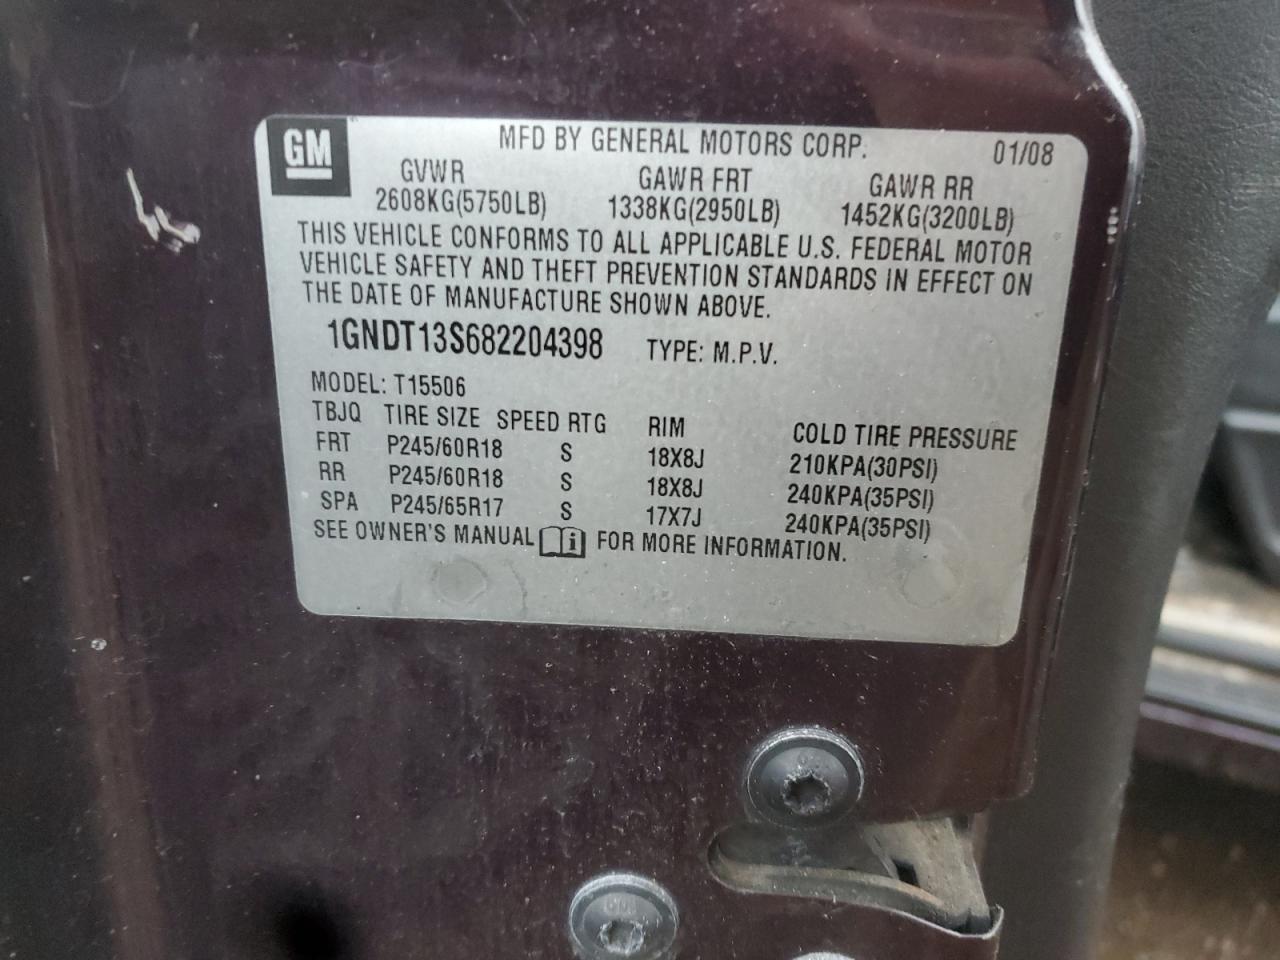 GM MFD BY GENERAL MOTORS CORP. 01/08
GVWR GAWR FRT GAWR RR
2608KG(5750LB) 1338KG(2950LB) 1452KG(3200LB)
THIS VEHICLE CONFORMS TO ALL APPLICABLE U.S. FEDERAL MOTOR
VEHICLE SAFETY AND THEFT PREVENTION STANDARDS IN EFFECT ON
THE DATE OF MANUFACTURE SHOWN ABOVE.
1GNDT13S682204398 TYPE: M.P.V.
MODEL: T15506
TBJQ TIRE SIZE SPEED RTG RIM COLD TIRE PRESSURE
FRT P245/60R18 S 18X8J 210KPA(30PSI)
RR P245/60R18 S 18X8J 240KPA(35PSI)
SPA P245/65R17 S 17X7J 240KPA(35PSI)
SEE OWNER'S MANUAL i FOR MORE INFORMATION.